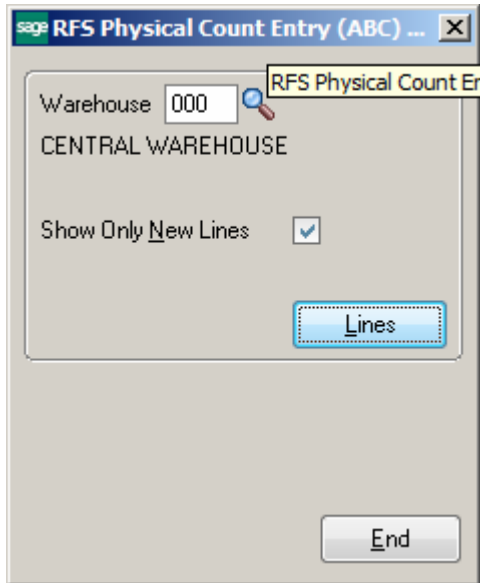 sage RFS Physical Count Entry (ABC) ...
RFS Physical Count Er
Warehouse 000
CENTRAL WAREHOUSE
Show Only New Lines
Lines
End